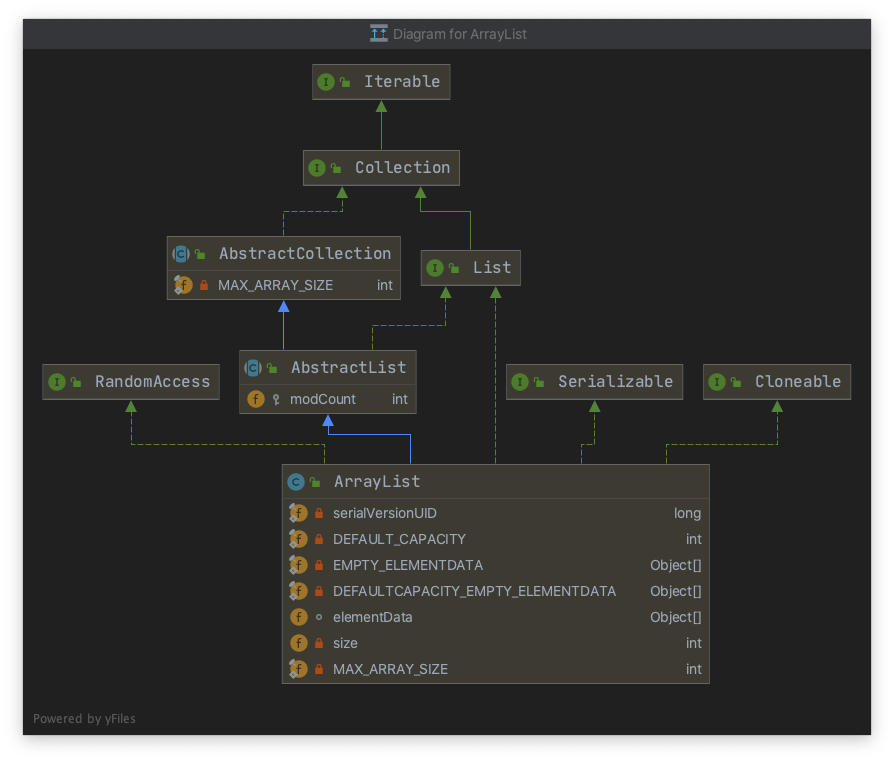 Diagram for ArrayList
I Iterable
I Collection
C AbstractCollection
f MAX_ARRAY_SIZE int
I List
C AbstractList
f modCount int
I RandomAccess
I Serializable
I Cloneable
C ArrayList
f serialVersionUID long
f DEFAULT_CAPACITY int
f EMPTY_ELEMENTDATA Object[]
f DEFAULTCAPACITY_EMPTY_ELEMENTDATA Object[]
f elementData Object[]
f size int
f MAX_ARRAY_SIZE int
Powered by yFiles